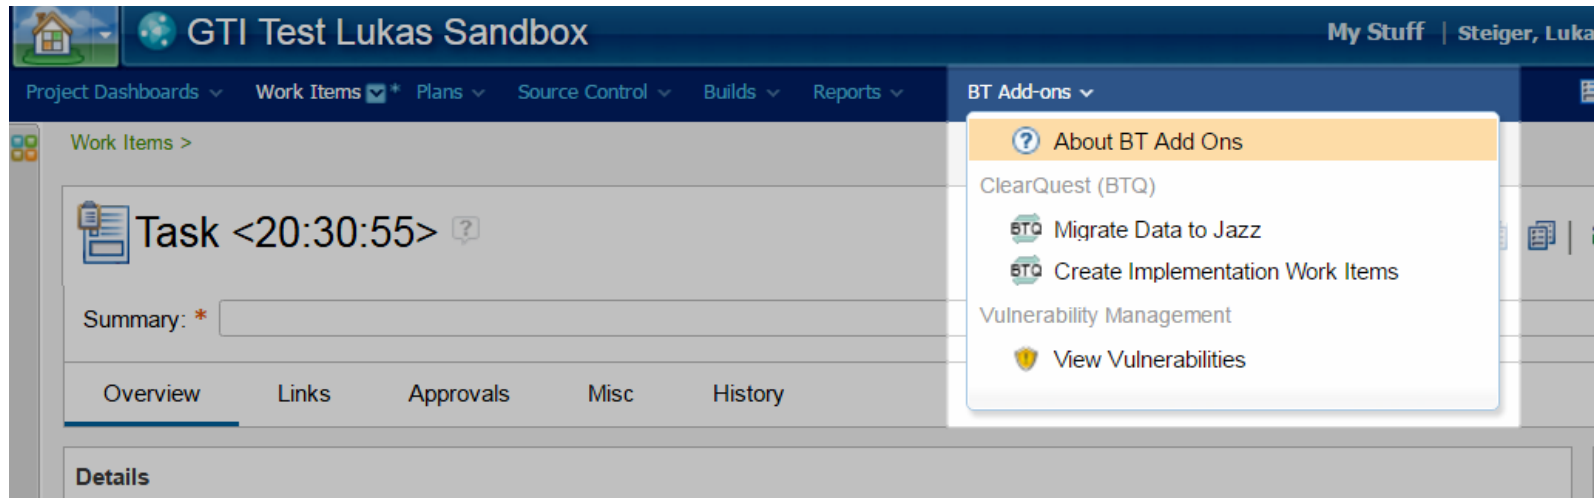 GTI Test Lukas Sandbox
My Stuff | Steiger, Luka
Project Dashboards Work Items * Plans Source Control Builds Reports BT Add-ons
Work Items >
About BT Add Ons
ClearQuest (BTQ)
BTQ Migrate Data to Jazz
BTQ Create Implementation Work Items
Vulnerability Management
View Vulnerabilities
Task <20:30:55> ?
Summary: *
Overview Links Approvals Misc History
Details